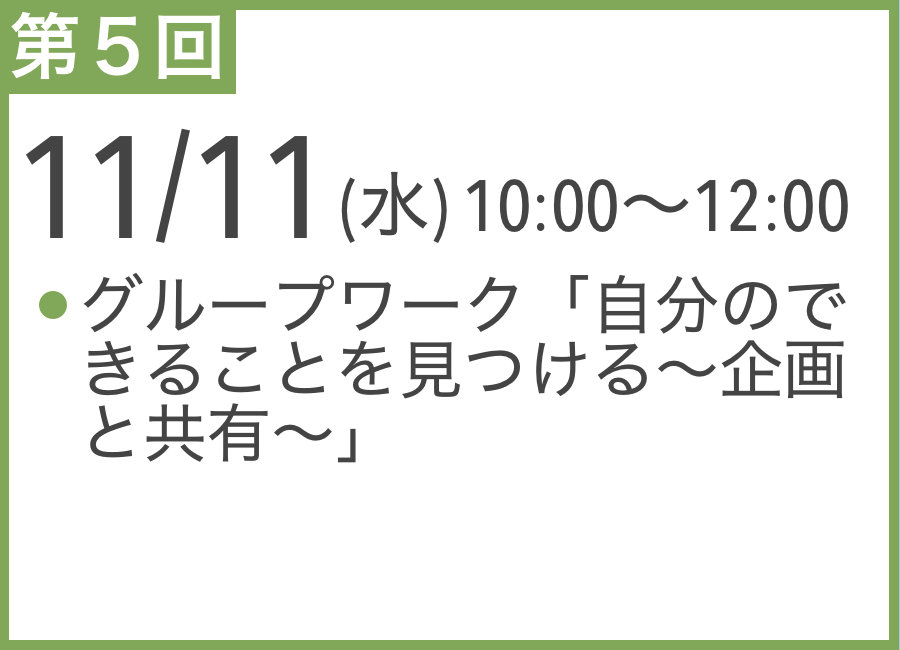 第５回
11/11(水) 10:00〜12:00
●グループワーク「自分ので
きることを見つける〜企画
と共有〜」